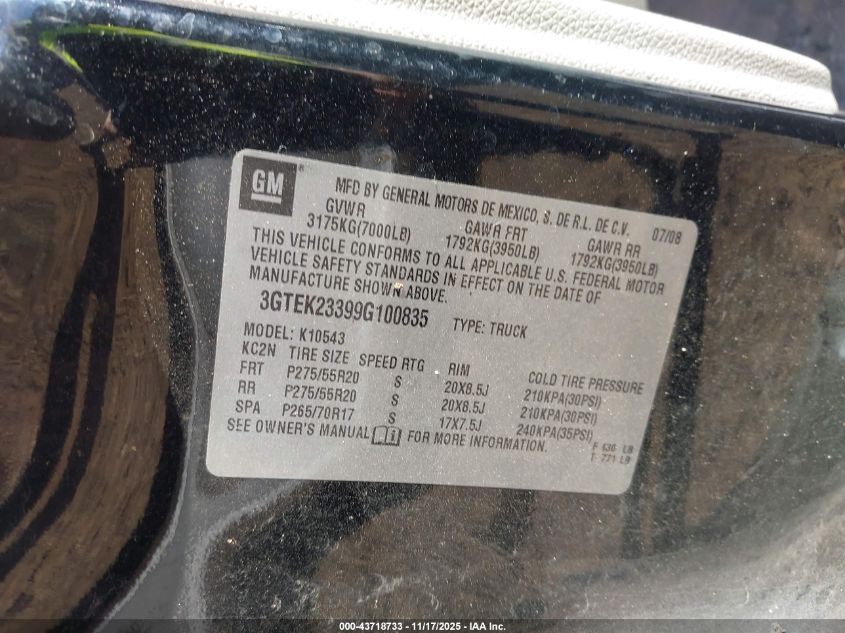 GM ®
MFD BY GENERAL MOTORS DE MEXICO, S. DE R.L. DE C.V. 07/08
GVWR GAWR FRT GAWR RR
3175KG(7000LB) 1792KG(3950LB) 1792KG(3950LB)
THIS VEHICLE CONFORMS TO ALL APPLICABLE U.S. FEDERAL MOTOR
VEHICLE SAFETY STANDARDS IN EFFECT ON THE DATE OF
MANUFACTURE SHOWN ABOVE.
3GTEK23399G100835 TYPE: TRUCK
MODEL: K10543
KC2N TIRE SIZE SPEED RTG RIM COLD TIRE PRESSURE
FRT P275/55R20 S 20X8.5J 210KPA(30PSI)
RR P275/55R20 S 20X8.5J 210KPA(30PSI)
SPA P265/70R17 S 17X7.5J 240KPA(35PSI)
SEE OWNER'S MANUAL FOR MORE INFORMATION.
F 636 LB
T 771 LB
000-43718733 - 11/17/2025 - IAA Inc.